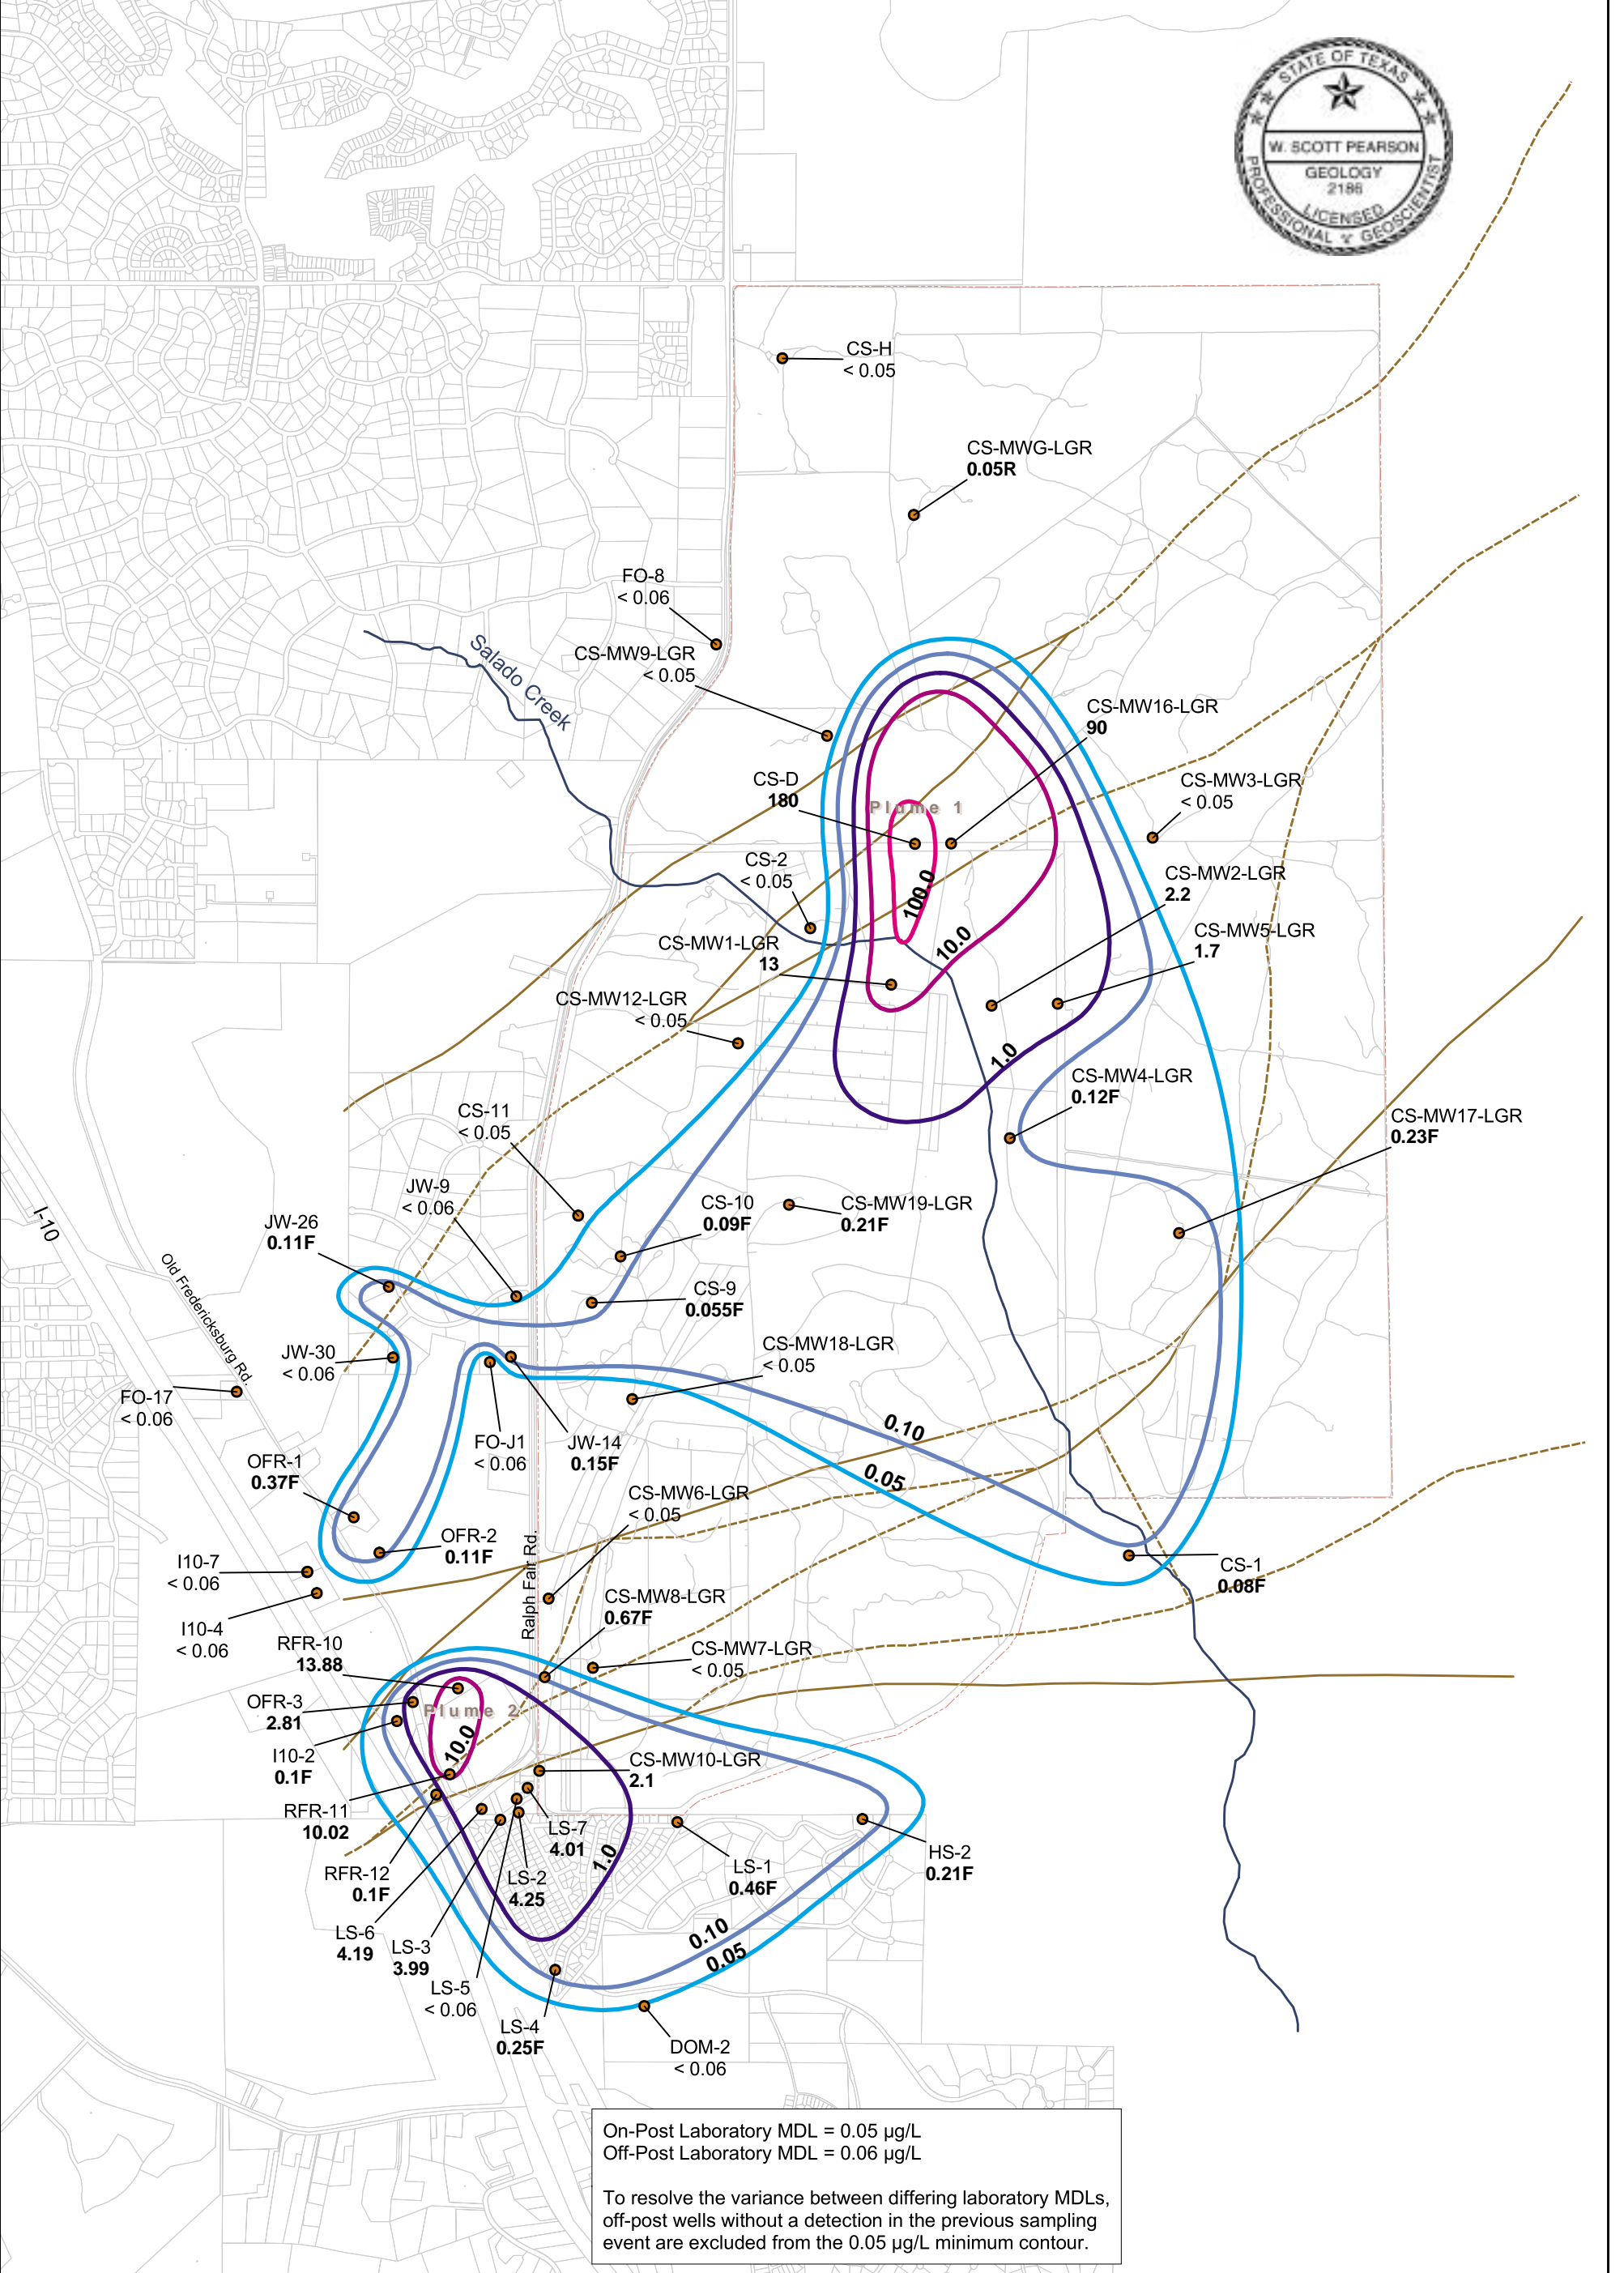 STATE OF TEXAS
W. SCOTT PEARSON
GEOLOGY
2186
LICENSED
PROFESSIONAL GEOSCIENTIST
CS-H
< 0.05
CS-MWG-LGR
0.05R
FO-8
< 0.06
Salado Creek
CS-MW9-LGR
< 0.05
CS-MW16-LGR
90
CS-D
180
Plume 1
CS-MW3-LGR
< 0.05
CS-2
< 0.05
100.0
CS-MW2-LGR
2.2
CS-MW1-LGR
13
10.0
CS-MW5-LGR
1.7
CS-MW12-LGR
< 0.05
1.0
CS-MW4-LGR
0.12F
CS-11
< 0.05
CS-MW17-LGR
0.23F
JW-9
< 0.06
CS-10
0.09F
CS-MW19-LGR
0.21F
I-10
JW-26
0.11F
Old Fredericksburg Rd.
CS-9
0.055F
JW-30
< 0.06
CS-MW18-LGR
< 0.05
FO-17
< 0.06
FO-J1
< 0.06
JW-14
0.15F
0.10
0.05
OFR-1
0.37F
CS-MW6-LGR
< 0.05
OFR-2
0.11F
I10-7
< 0.06
Ralph Fair Rd.
CS-1
0.08F
I10-4
< 0.06
CS-MW8-LGR
0.67F
RFR-10
13.88
CS-MW7-LGR
< 0.05
OFR-3
2.81
Plume 2
10.0
I10-2
0.1F
CS-MW10-LGR
2.1
RFR-11
10.02
LS-7
4.01
1.0
RFR-12
0.1F
LS-2
4.25
LS-1
0.46F
HS-2
0.21F
LS-6
4.19
LS-3
3.99
0.10
0.05
LS-5
< 0.06
LS-4
0.25F
DOM-2
< 0.06
On-Post Laboratory MDL = 0.05 µg/L
Off-Post Laboratory MDL = 0.06 µg/L
To resolve the variance between differing laboratory MDLs,
off-post wells without a detection in the previous sampling
event are excluded from the 0.05 µg/L minimum contour.